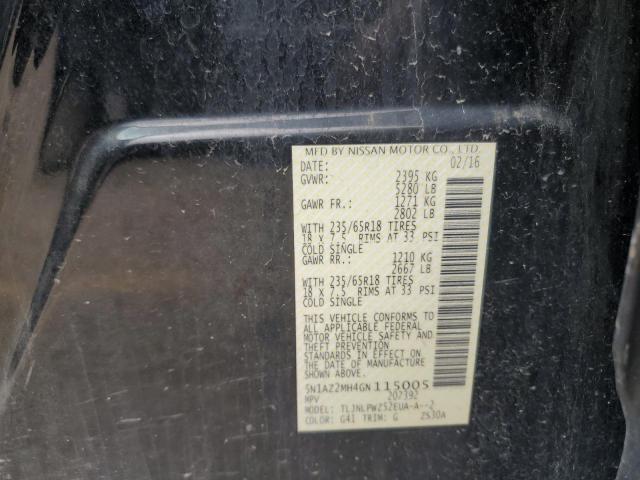 MFD BY NISSAN MOTOR CO., LTD.
DATE: 02/16
GVWR: 2395 KG
5280 LB
GAWR FR.: 1271 KG
2802 LB
WITH 235/65R18 TIRES
18 X 7.5 RIMS AT 33 PSI
COLD SINGLE
GAWR RR.: 1210 KG
2667 LB
WITH 235/65R18 TIRES
18 X 7.5 RIMS AT 33 PSI
COLD SINGLE
THIS VEHICLE CONFORMS TO
ALL APPLICABLE FEDERAL
MOTOR VEHICLE SAFETY AND
THEFT PREVENTION
STANDARDS IN EFFECT ON
THE DATE OF MANUFACTURE
SHOWN ABOVE.
5N1AZ2MH4GN115005
MPV 202392
MODEL: TLJNLPWZ52EUA-A--2
COLOR: G41 TRIM: G 2530A